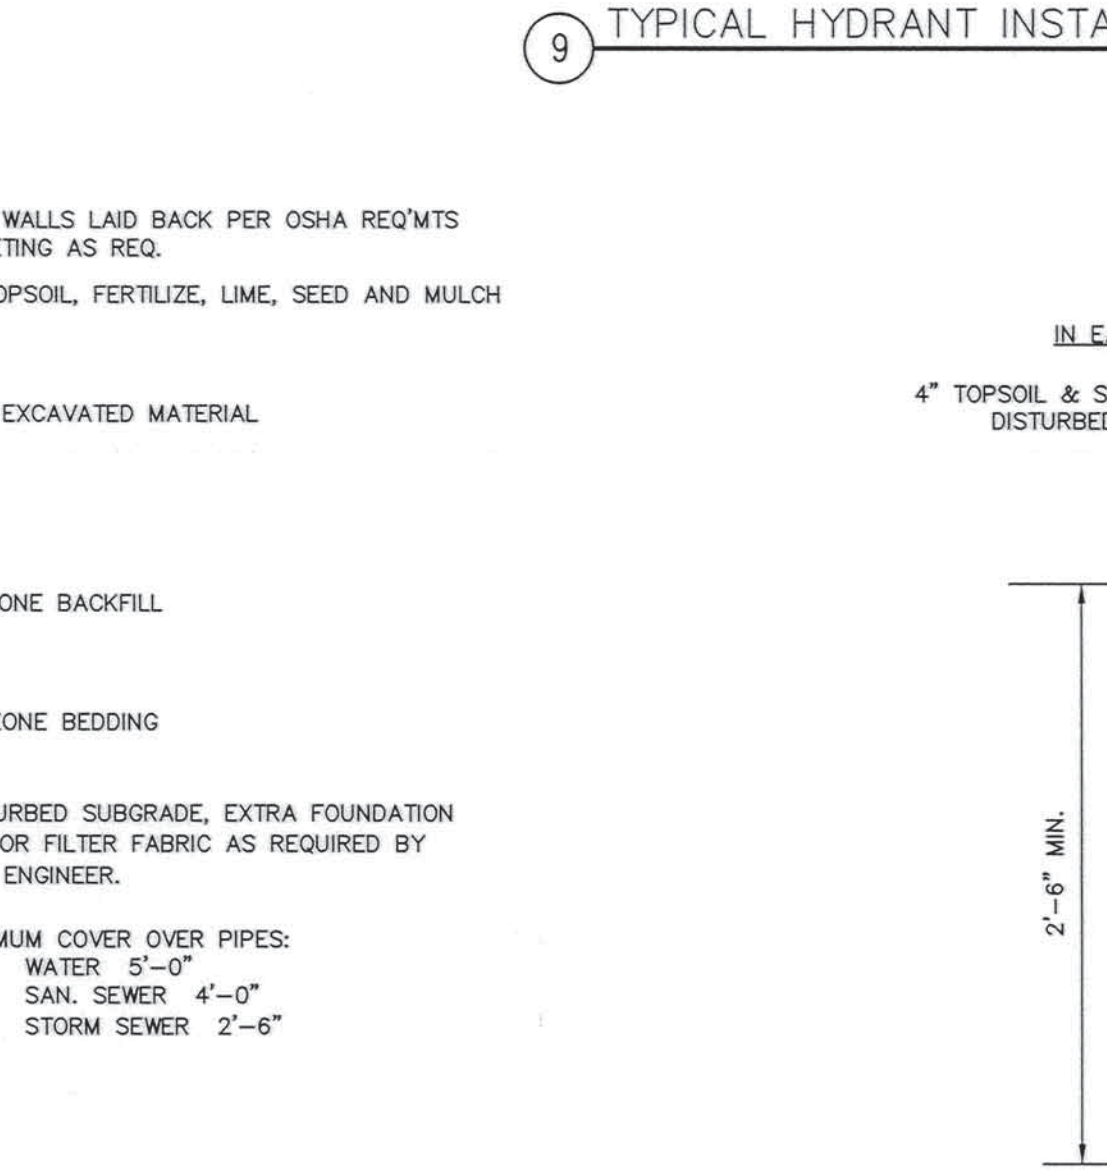 9
TYPICAL HYDRANT INSTA
WALLS LAID BACK PER OSHA REQ'MTS
ETING AS REQ.
OPSOIL, FERTILIZE, LIME, SEED AND MULCH
EXCAVATED MATERIAL
ONE BACKFILL
ONE BEDDING
URBED SUBGRADE, EXTRA FOUNDATION
OR FILTER FABRIC AS REQUIRED BY
ENGINEER.
MUM COVER OVER PIPES:
WATER 5'-0"
SAN. SEWER 4'-0"
STORM SEWER 2'-6"
IN E
4" TOPSOIL & S
DISTURBED
2'-6" MIN.